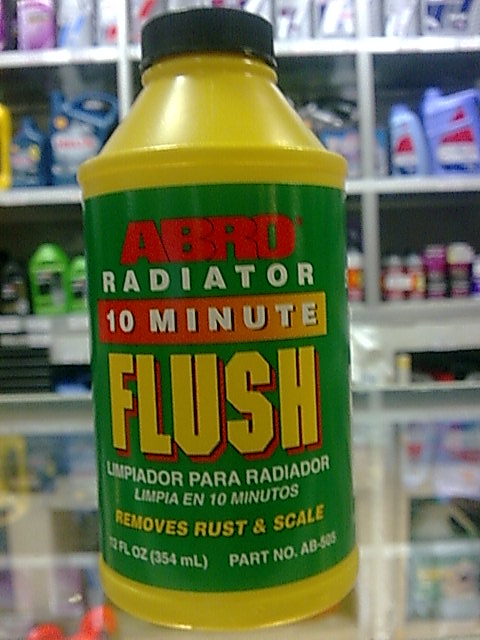 ABRO
RADIATOR
10 MINUTE
FLUSH
LIMPIADOR PARA RADIADOR
LIMPIA EN 10 MINUTOS
REMOVES RUST & SCALE
12 FL OZ (354 mL) PART NO. AB-505